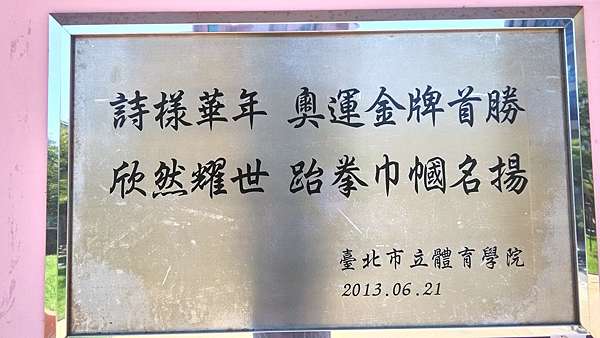 詩樣華年 奧運金牌首勝
欣然耀世 跆拳巾幗名揚
臺北市立體育學院
2013.06.21